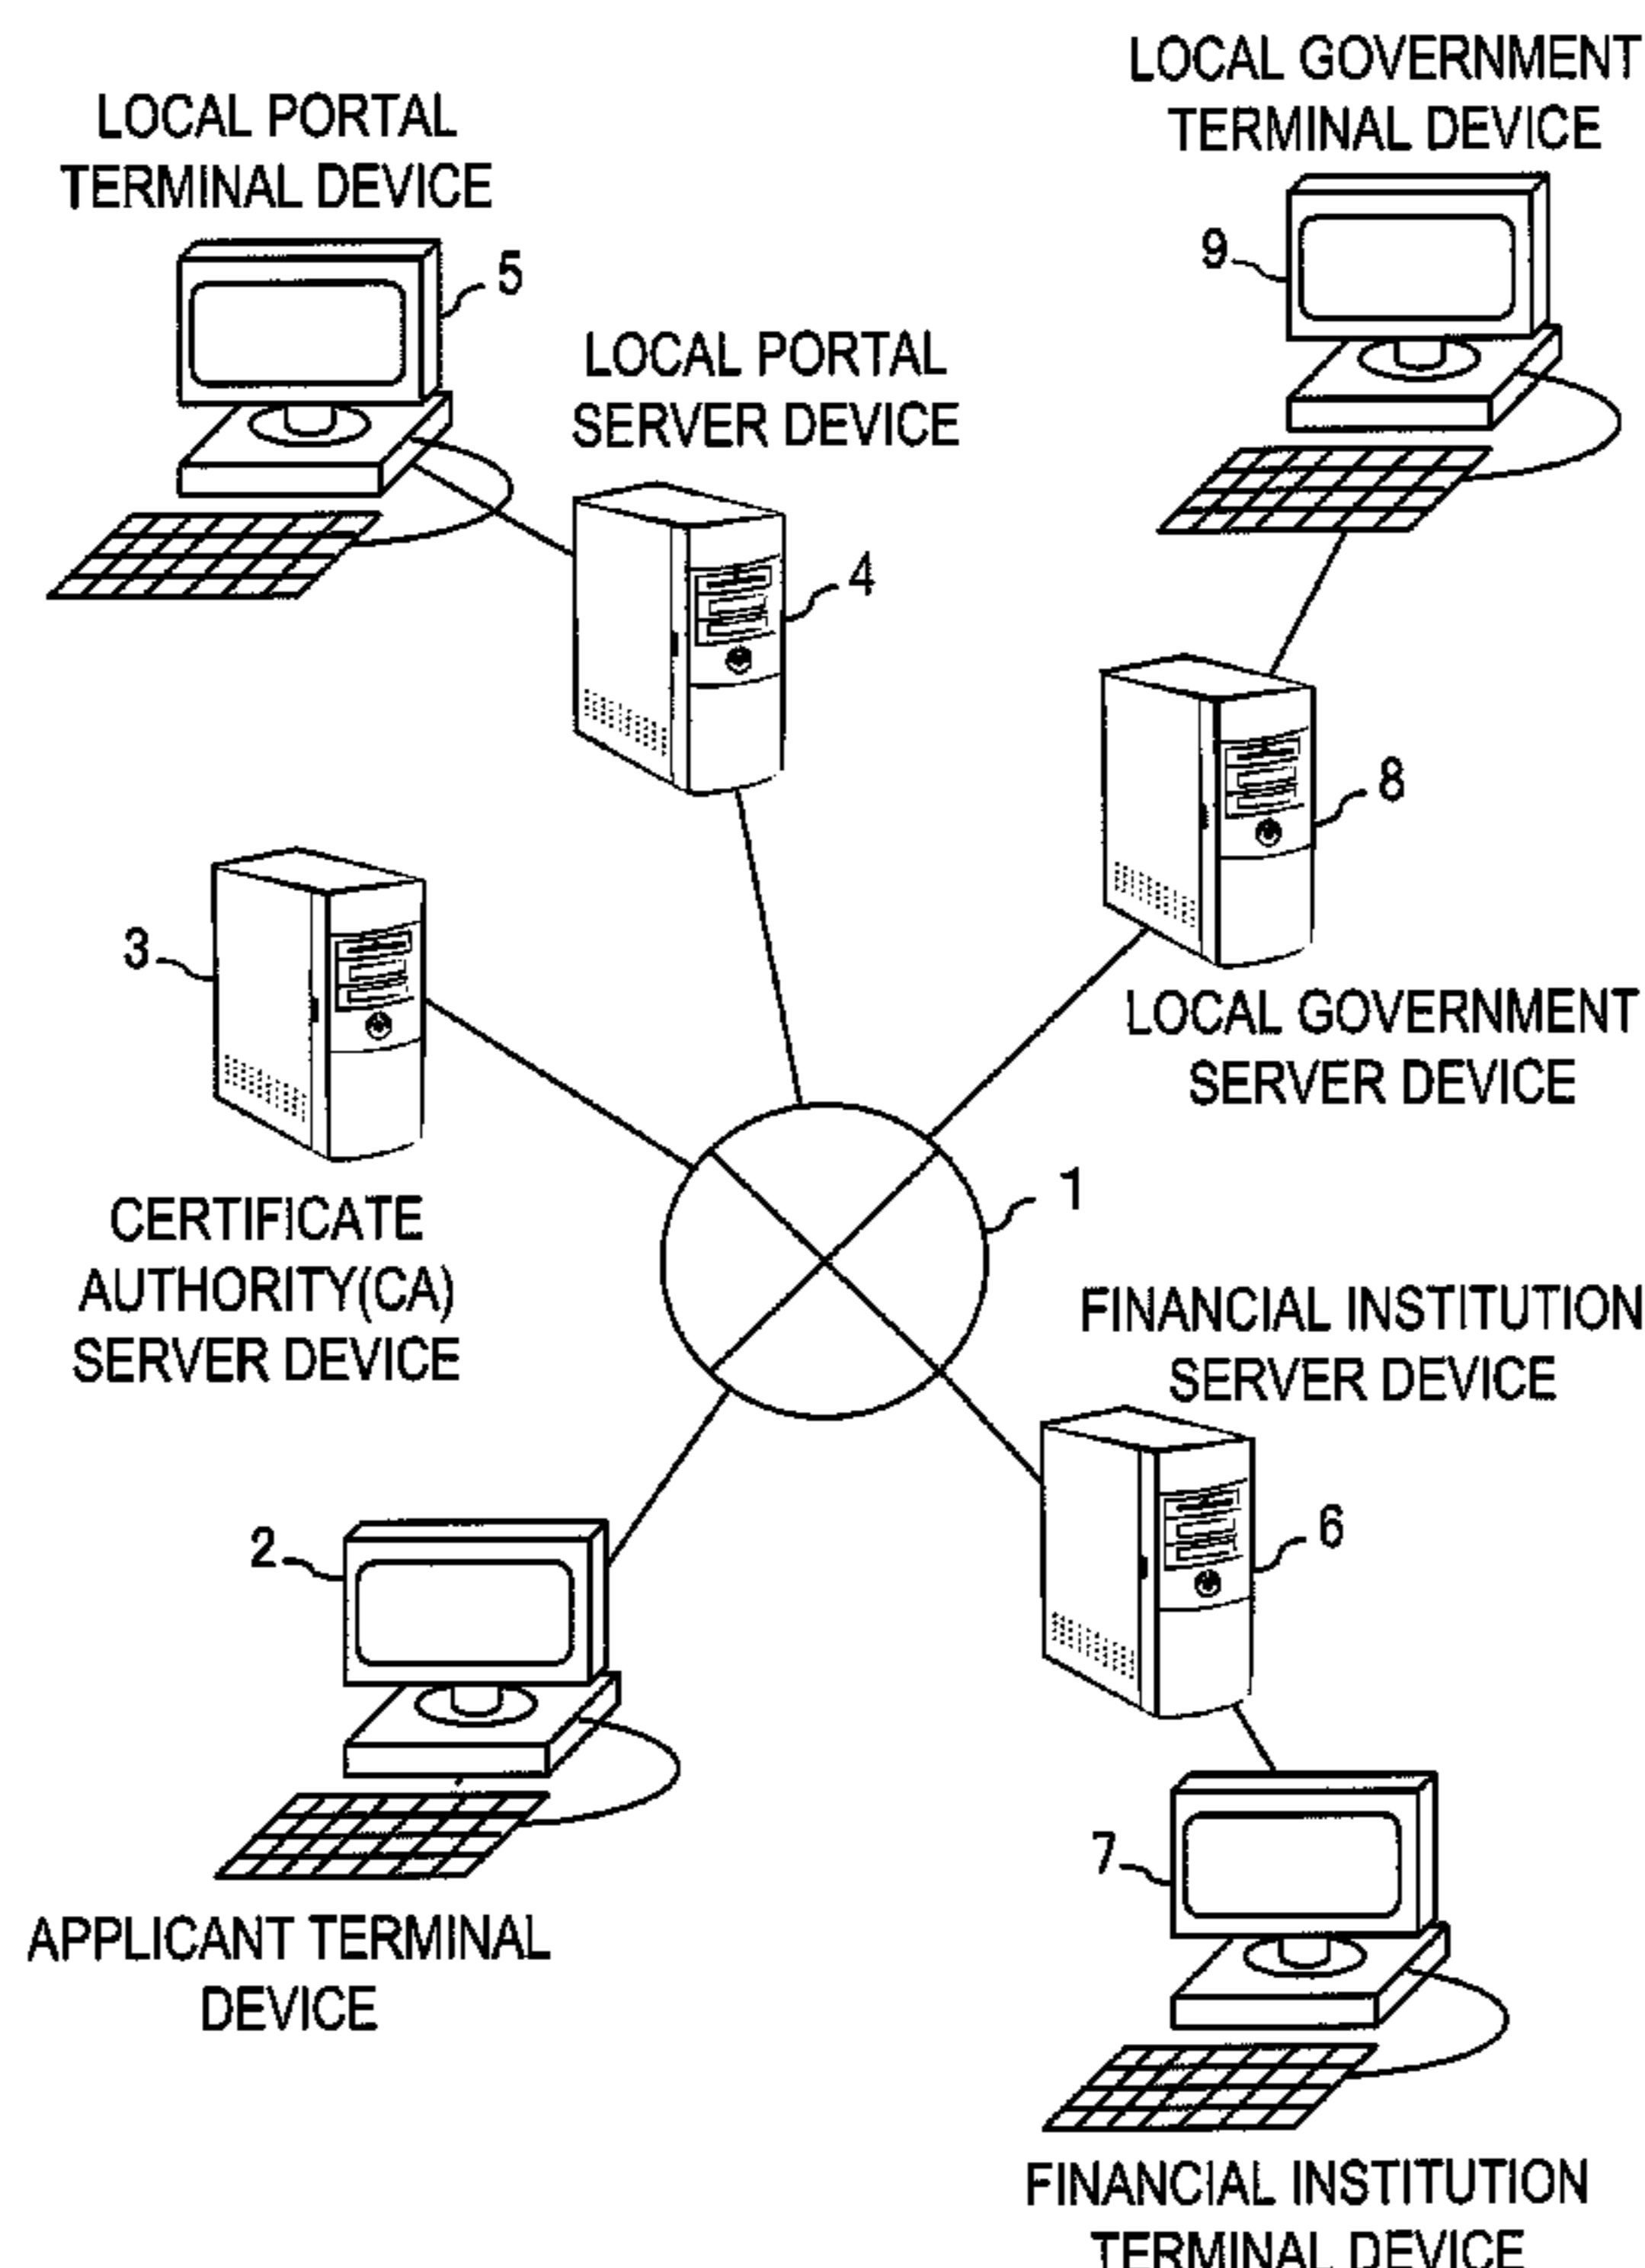 LOCAL GOVERNMENT
TERMINAL DEVICE
9
LOCAL PORTAL
TERMINAL DEVICE
5
LOCAL PORTAL
SERVER DEVICE
4
8
LOCAL GOVERNMENT
SERVER DEVICE
3
CERTIFICATE
AUTHORITY(CA)
SERVER DEVICE
1
FINANCIAL INSTITUTION
SERVER DEVICE
6
2
APPLICANT TERMINAL
DEVICE
7
FINANCIAL INSTITUTION
TERMINAL DEVICE